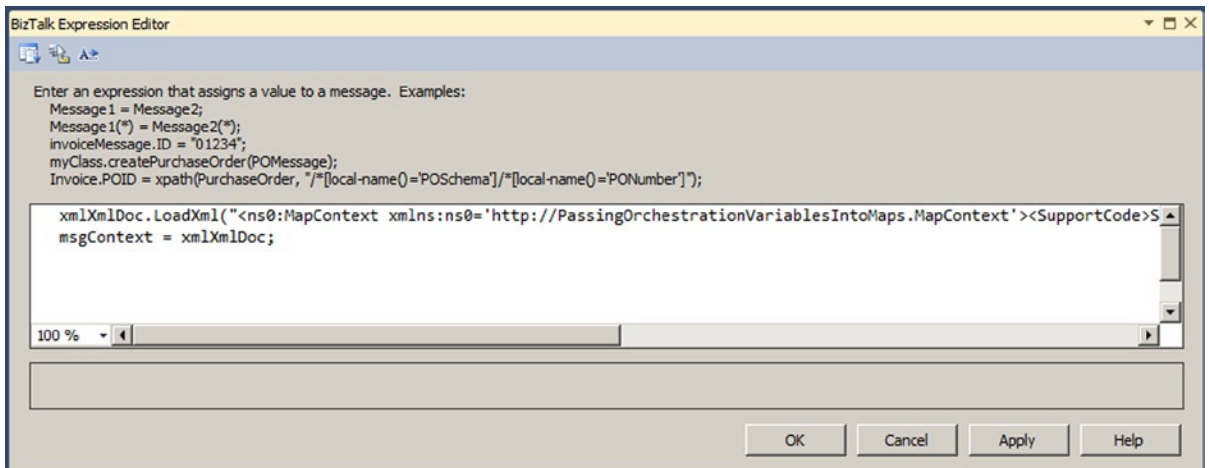 BizTalk Expression Editor
Enter an expression that assigns a value to a message. Examples:
Message1 = Message2;
Message1(*) = Message2(*);
invoiceMessage.ID = "01234";
myClass.createPurchaseOrder(POMessage);
Invoice.POID = xpath(PurchaseOrder, "/*[local-name()='POSchema']/*[local-name()='PONumber']");
xmlXmlDoc.LoadXml("<ns0:MapContext xmlns:ns0='http://PassingOrchestrationVariablesIntoMaps.MapContext'><SupportCode>S
msgContext = xmlXmlDoc;
100 %
OK Cancel Apply Help